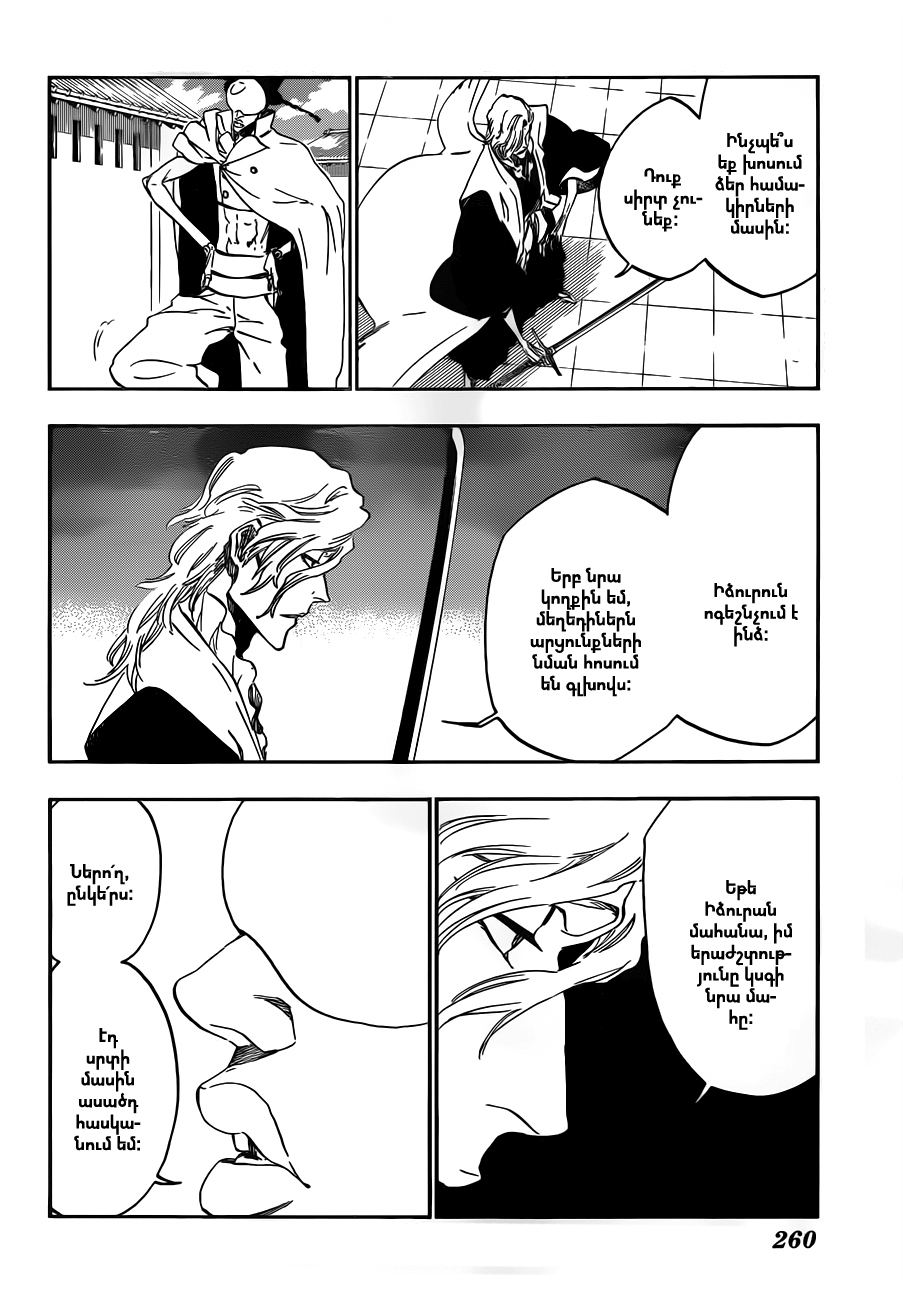 Ինչպե՞ս
եք խոսում
ձեր համա-
կիրների
մասին:
Դուք
սիրտ չու-
նեք:
Իձուրուն
ոգեշնչում է
ինձ:
Երբ նրա
կողքին եմ,
մեղեդիներն
արցունքների
նման հոսում
են գլխովս:
Եթե
Իձուրան
մահանա, իմ
երաժշտութ-
յունը կսգի
նրա մա-
հը:
Ներո՛ղ,
ընկե՛րս:
Էդ
սրտի
մասին
ասածդ
հասկա-
նում եմ:
260